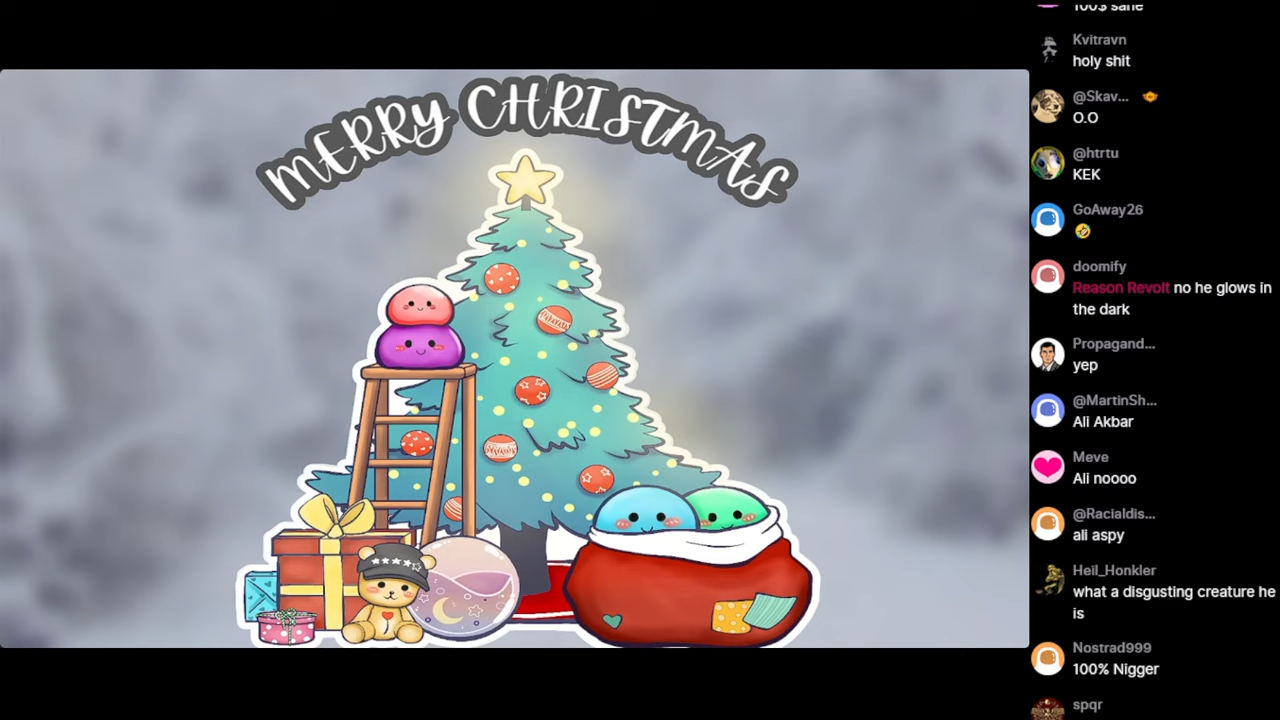 MERRY CHRISTMAS
100$ sane
Kvitravn
holy shit
@Skav...
O.O
@htrtu
KEK
GoAway26
🤣
doomify
Reason Revolt no he glows in
the dark
Propagand...
yep
@MartinSh...
Ali Akbar
Meve
Ali noooo
@Racialdis...
ali aspy
Heil_Honkler
what a disgusting creature he
is
Nostrad999
100% Nigger
spqr